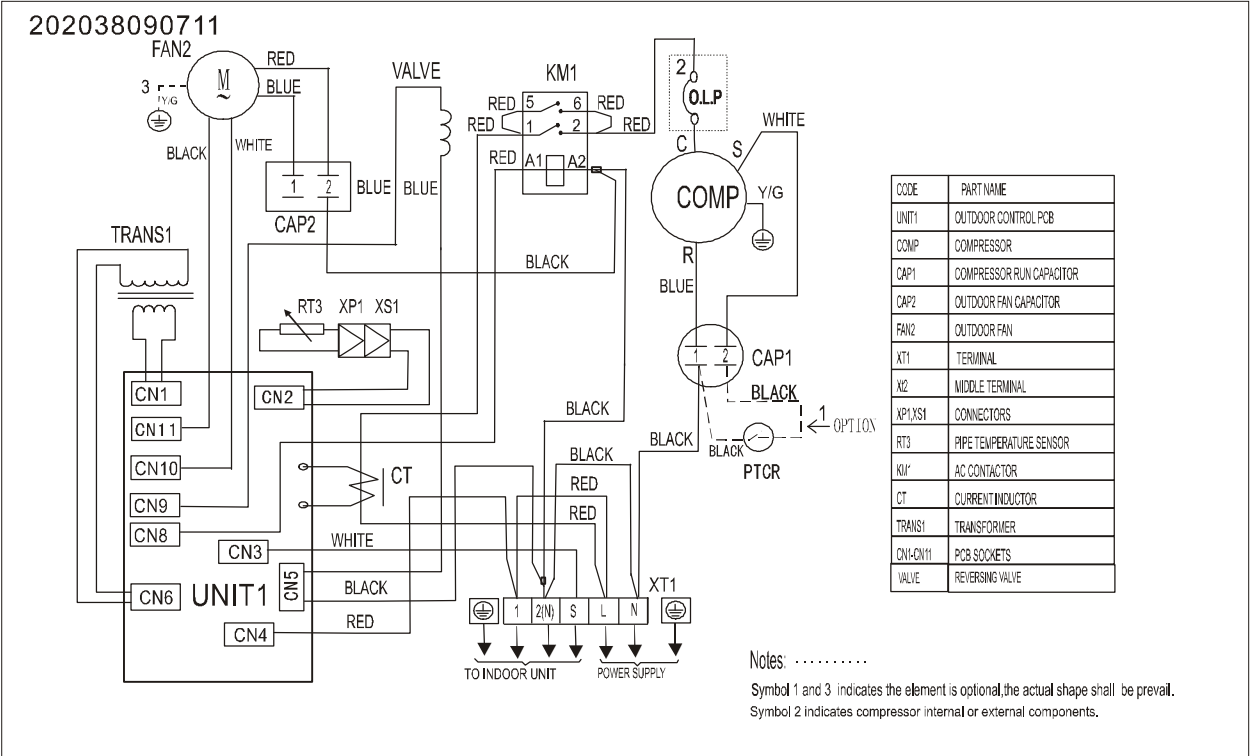 202038090711
FAN2
RED
BLUE
3
Y/G
M
~
BLACK
WHITE
1 2
CAP2
VALVE
BLUE BLUE
KM1
RED 5 6 RED
RED 1 2 RED
RED A1 A2
2
O.L.P
C
S
WHITE
COMP
Y/G
R
BLUE
BLACK
TRANS1
RT3 XP1 XS1
1 2
CAP1
BLACK
1
OPTION
BLACK
PTCR
BLACK
CN1
CN2
CN11
CN10
CN9
CN8
CN3
CN5
CN6
UNIT1
CN4
CT
WHITE
BLACK
RED
BLACK
BLACK
RED
RED
XT1
1 2(N) S L N
TO INDOOR UNIT
POWER SUPPLY
CODE PART NAME
UNIT1 OUTDOOR CONTROL PCB
COMP COMPRESSOR
CAP1 COMPRESSOR RUN CAPACITOR
CAP2 OUTDOOR FAN CAPACITOR
FAN2 OUTDOOR FAN
XT1 TERMINAL
Xt2 MIDDLE TERMINAL
XP1,XS1 CONNECTORS
RT3 PIPE TEMPERATURE SENSOR
KM1 AC CONTACTOR
CT CURRENT INDUCTOR
TRANS1 TRANSFORMER
CN1-CN11 PCB SOCKETS
VALVE REVERSING VALVE
Notes: ··········
Symbol 1 and 3 indicates the element is optional,the actual shape shall be prevail.
Symbol 2 indicates compressor internal or external components.